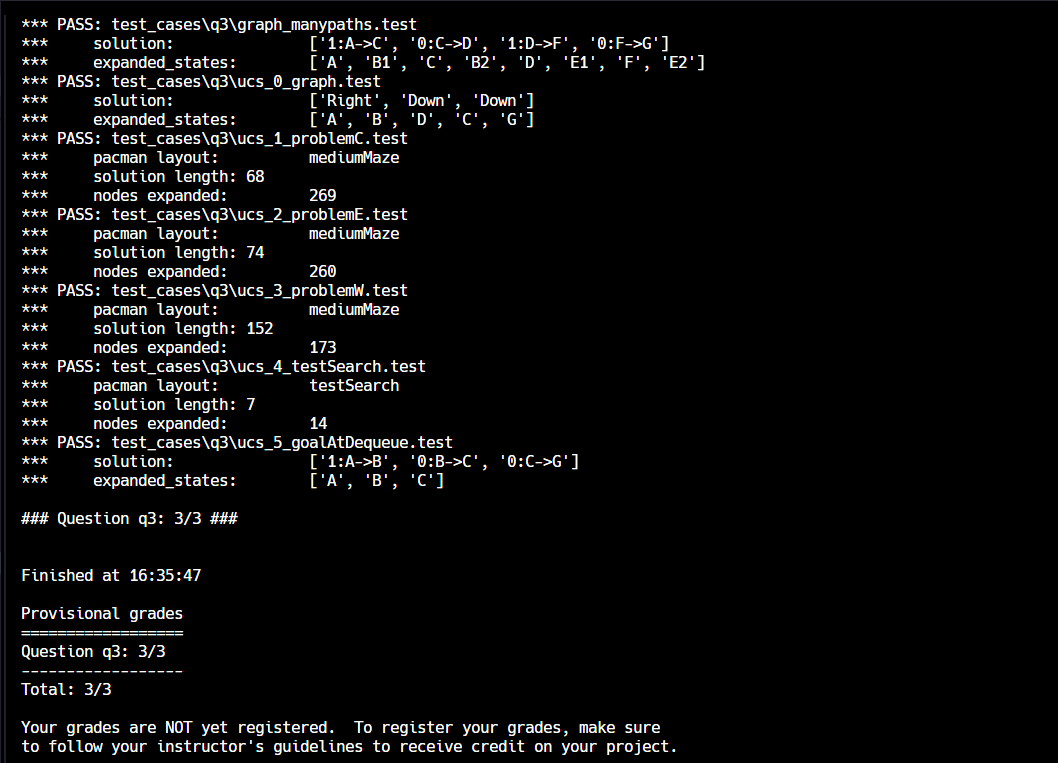 *** PASS: test_cases\q3\graph_manypaths.test
***     solution:               ['1:A->C', '0:C->D', '1:D->F', '0:F->G']
***     expanded_states:        ['A', 'B1', 'C', 'B2', 'D', 'E1', 'F', 'E2']
*** PASS: test_cases\q3\ucs_0_graph.test
***     solution:               ['Right', 'Down', 'Down']
***     expanded_states:        ['A', 'B', 'D', 'C', 'G']
*** PASS: test_cases\q3\ucs_1_problemC.test
***     pacman layout:          mediumMaze
***     solution length: 68
***     nodes expanded:         269
*** PASS: test_cases\q3\ucs_2_problemE.test
***     pacman layout:          mediumMaze
***     solution length: 74
***     nodes expanded:         260
*** PASS: test_cases\q3\ucs_3_problemW.test
***     pacman layout:          mediumMaze
***     solution length: 152
***     nodes expanded:         173
*** PASS: test_cases\q3\ucs_4_testSearch.test
***     pacman layout:          testSearch
***     solution length: 7
***     nodes expanded:         14
*** PASS: test_cases\q3\ucs_5_goalAtDequeue.test
***     solution:               ['1:A->B', '0:B->C', '0:C->G']
***     expanded_states:        ['A', 'B', 'C']

### Question q3: 3/3 ###

Finished at 16:35:47

Provisional grades
==================
Question q3: 3/3
------------------
Total: 3/3

Your grades are NOT yet registered.  To register your grades, make sure
to follow your instructor's guidelines to receive credit on your project.